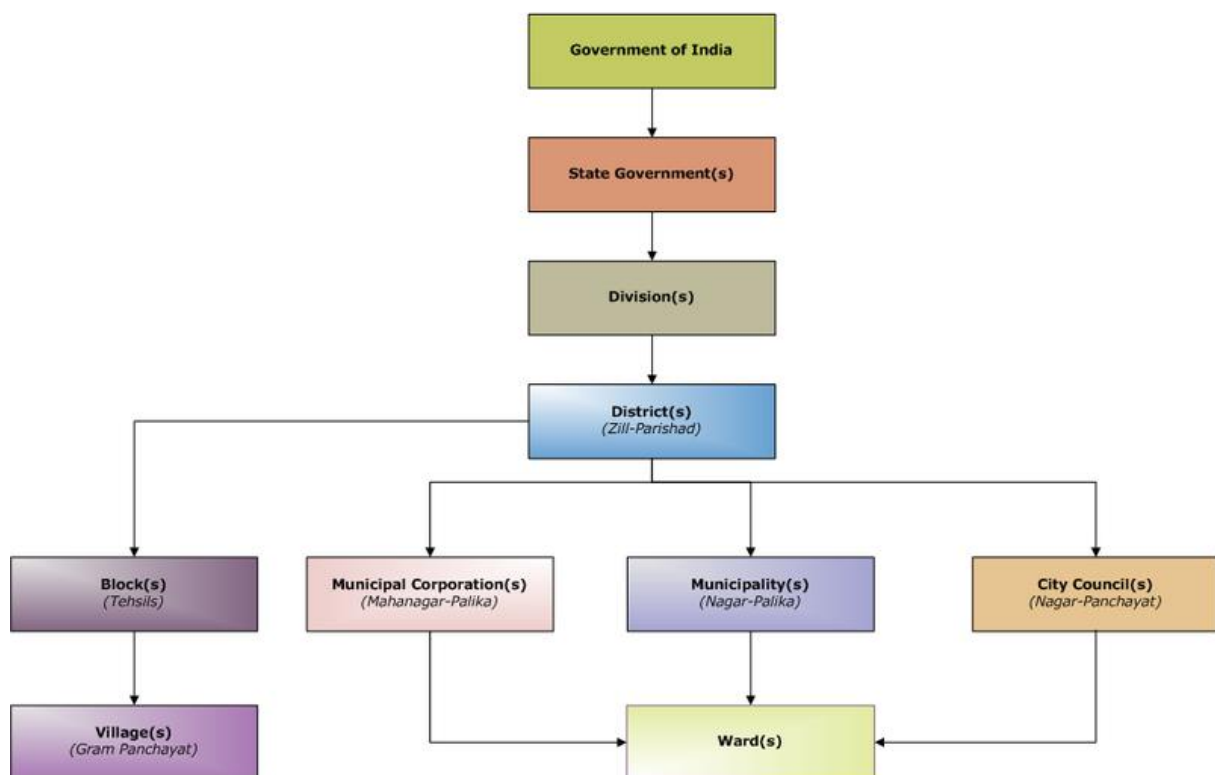 Government of India
State Government(s)
Division(s)
District(s)
(Zill-Parishad)
Block(s)
(Tehsils)
Municipal Corporation(s)
(Mahanagar-Palika)
Municipality(s)
(Nagar-Palika)
City Council(s)
(Nagar-Panchayat)
Village(s)
(Gram Panchayat)
Ward(s)